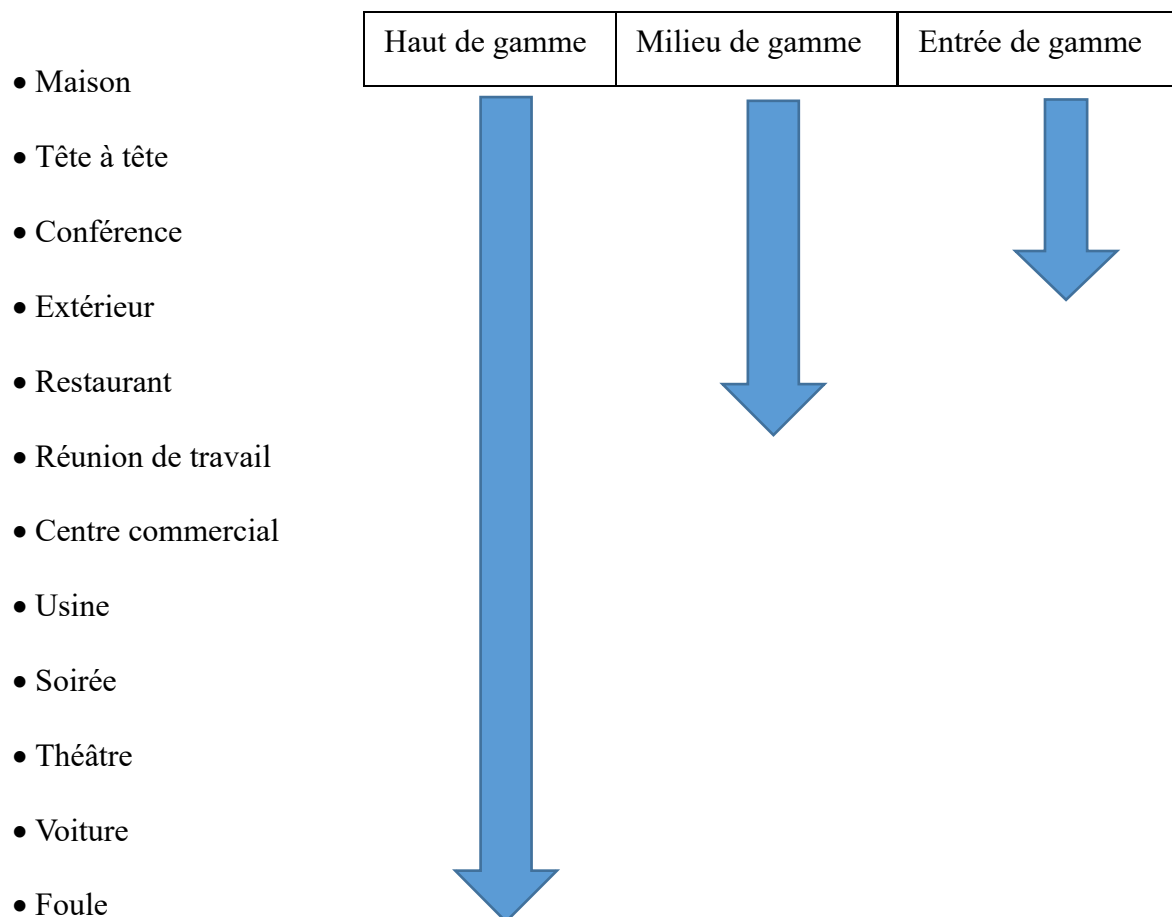 Haut de gamme Milieu de gamme Entrée de gamme
• Maison
• Tête à tête
• Conférence
• Extérieur
• Restaurant
• Réunion de travail
• Centre commercial
• Usine
• Soirée
• Théâtre
• Voiture
• Foule